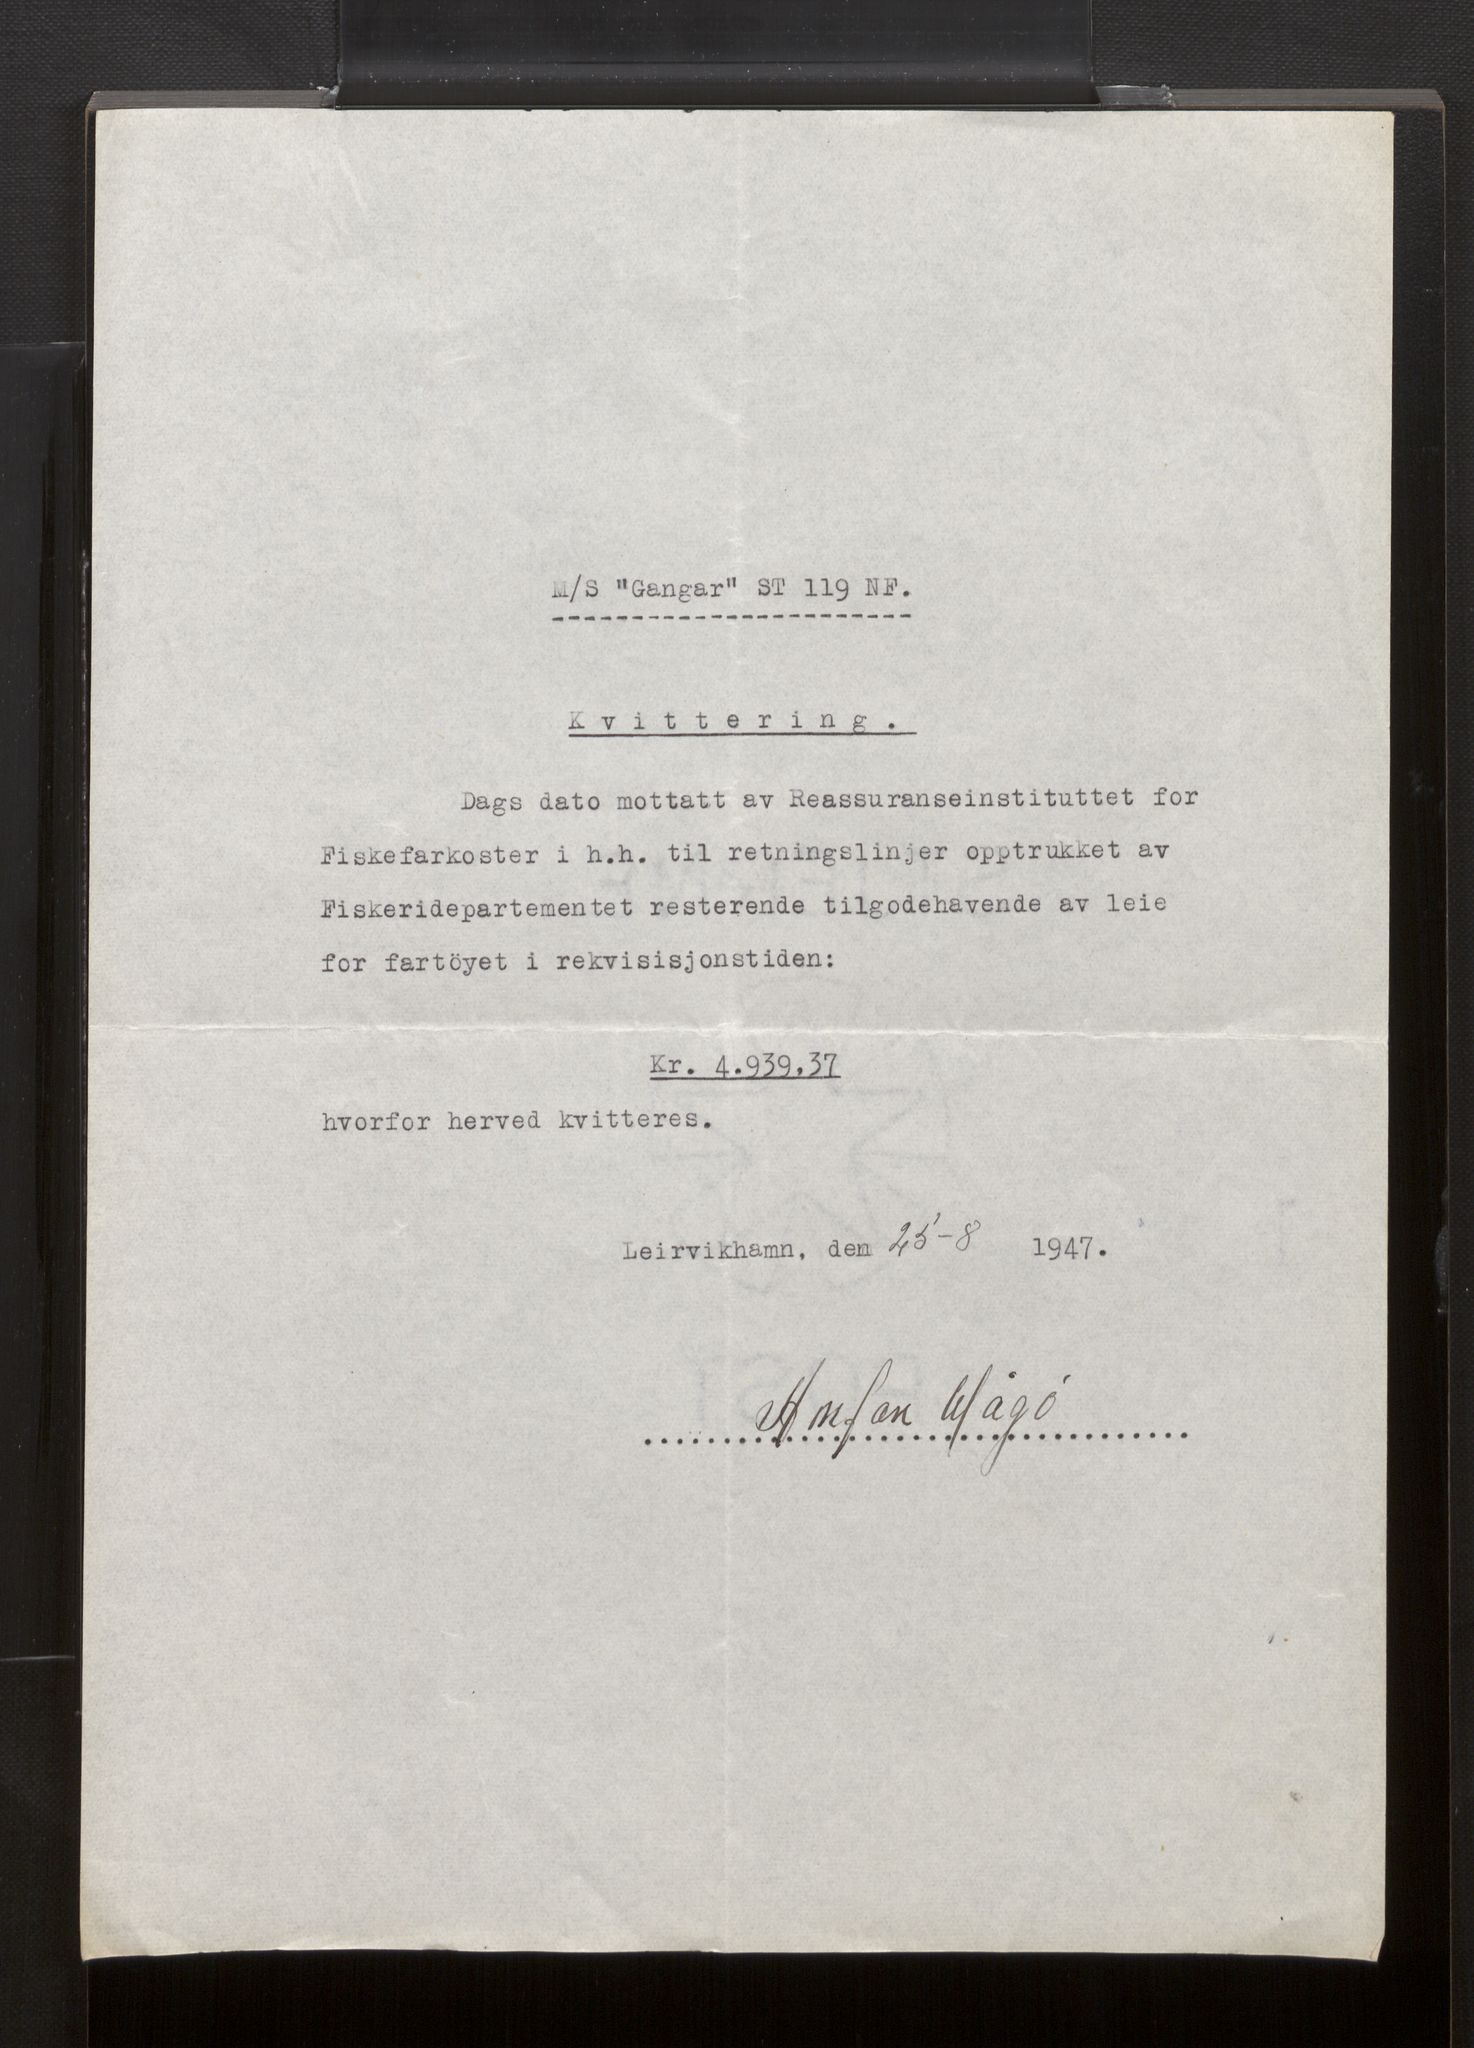 M/S "Gangar" ST 119 NF.
Kvittering.
Dags dato mottatt av Reassuranseinstituttet for
Fiskefarkoster i h.h. til retningslinjer opptrukket av
Fiskeridepartementet resterende tilgodehavende av leie
for fartöyet i rekvisisjonstiden:
Kr. 4.939,37
hvorfor herved kvitteres.
Leirvikhamn, den 25-8 1947.
Vågö